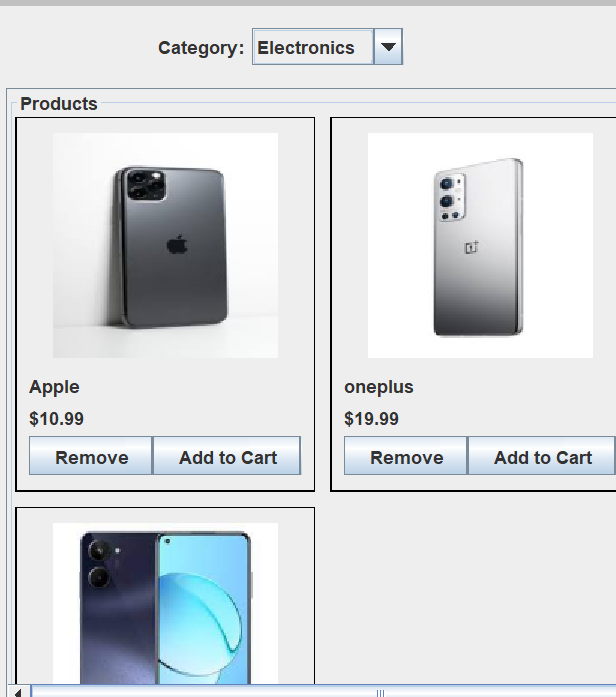 Category: Electronics
Products
Apple
$10.99
Remove Add to Cart
oneplus
$19.99
Remove Add to Cart